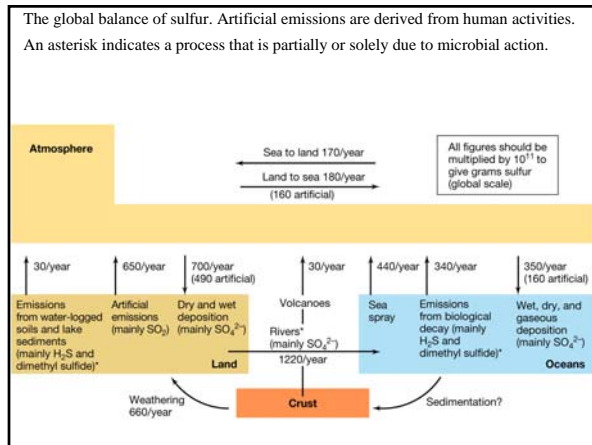 The global balance of sulfur. Artificial emissions are derived from human activities.
An asterisk indicates a process that is partially or solely due to microbial action.
Atmosphere
Sea to land 170/year
Land to sea 180/year
(160 artificial)
All figures should be
multiplied by 10¹¹ to
give grams sulfur
(global scale)
30/year
650/year
700/year
(490 artificial)
30/year
440/year
340/year
350/year
(160 artificial)
Emissions
from water-logged
soils and lake
sediments
(mainly H₂S and
dimethyl sulfide)*
Artificial
emissions
(mainly SO₂)
Dry and wet
deposition
(mainly SO₄²⁻)
Land
Volcanoes
Rivers*
(mainly SO₄²⁻)
1220/year
Sea
spray
Emissions
from biological
decay (mainly
H₂S and
dimethyl sulfide)*
Wet, dry, and
gaseous
deposition
(mainly SO₄²⁻)
Oceans
Weathering
660/year
Crust
Sedimentation?